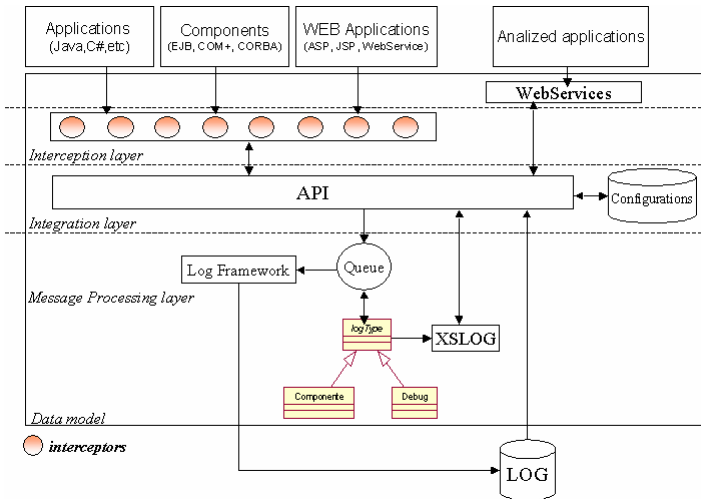 Applications
(Java,C#,etc)
Components
(EJB, COM+, CORBA)
WEB Applications
(ASP, JSP, WebService)
Analized applications
WebServices
Interception layer
API
Configurations
Integration layer
Log Framework
Queue
Message Processing layer
logType
XSLOG
Componente
Debug
Data model
interceptors
LOG